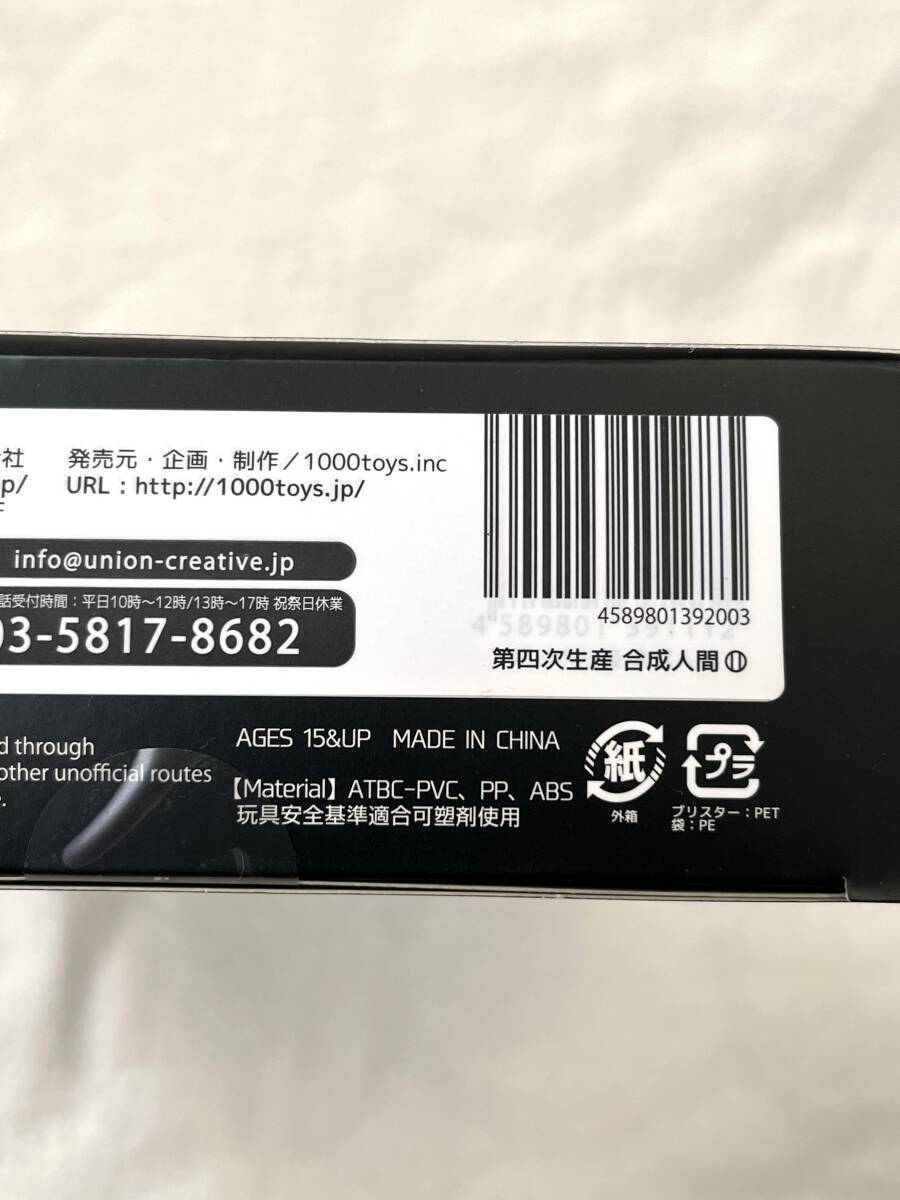 社
発売元・企画・制作／1000toys.inc
p/
URL : http://1000toys.jp/
info@union-creative.jp
話受付時間：平日10時〜12時/13時〜17時 祝祭日休業
03-5817-8682
4589801392003
第四次生産 合成人間 ⑪
d through
other unofficial routes
e.
AGES 15&UP MADE IN CHINA
【Material】ATBC-PVC、PP、ABS
玩具安全基準適合可塑剤使用
紙
外箱
プラ
ブリスター：PET
袋：PE